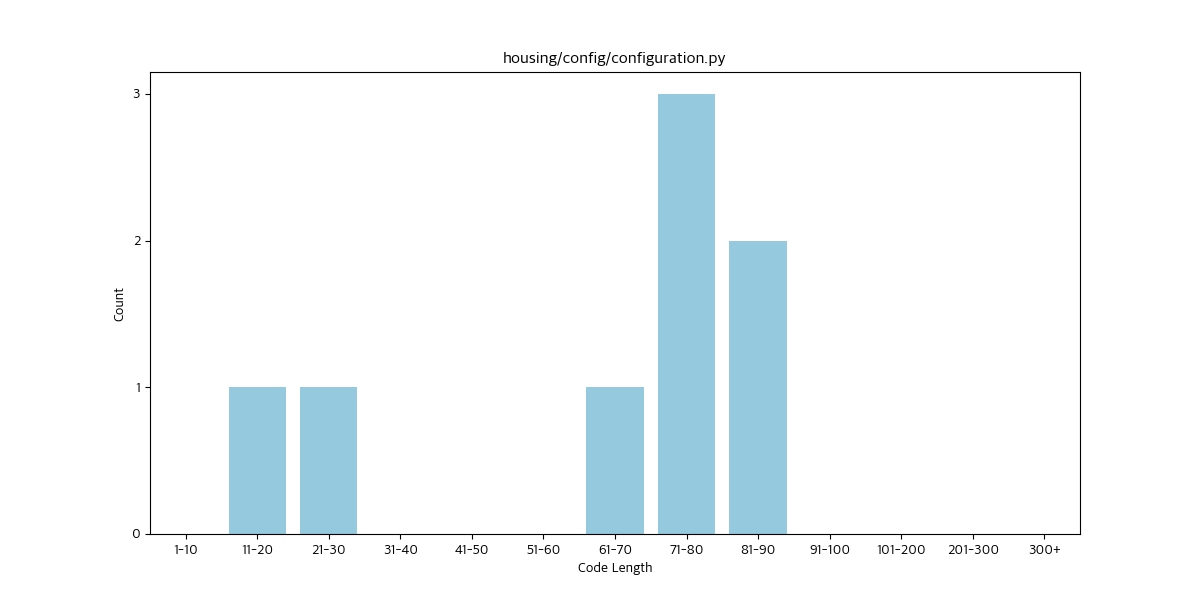 housing/config/configuration.py
3
2
1
0
Count
1-10 11-20 21-30 31-40 41-50 51-60 61-70 71-80 81-90 91-100 101-200 201-300 300+
Code Length